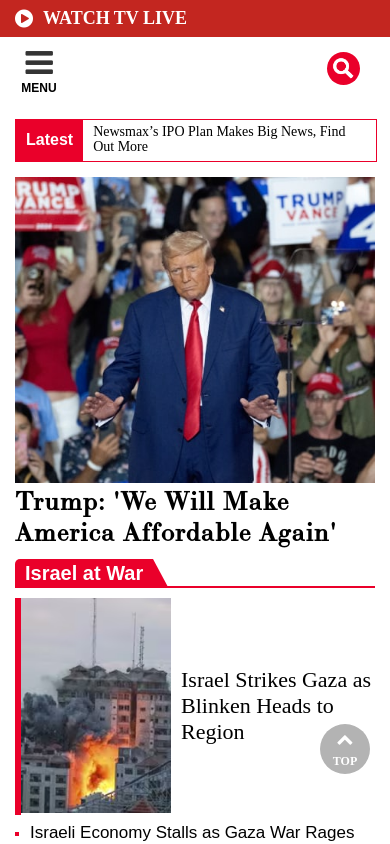 WATCH TV LIVE
MENU
Latest
Newsmax’s IPO Plan Makes Big News, Find
Out More
TRUMP
VANCE
TRUMP
VANCE
4
Trump: 'We Will Make
America Affordable Again'
Israel at War
Israel Strikes Gaza as
Blinken Heads to
Region
TOP
Israeli Economy Stalls as Gaza War Rages